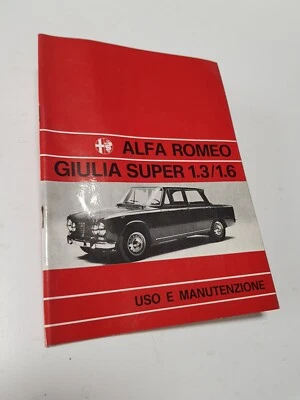 ALFA ROMEO
GIULIA SUPER 1.3/1.6
USO E MANUTENZIONE